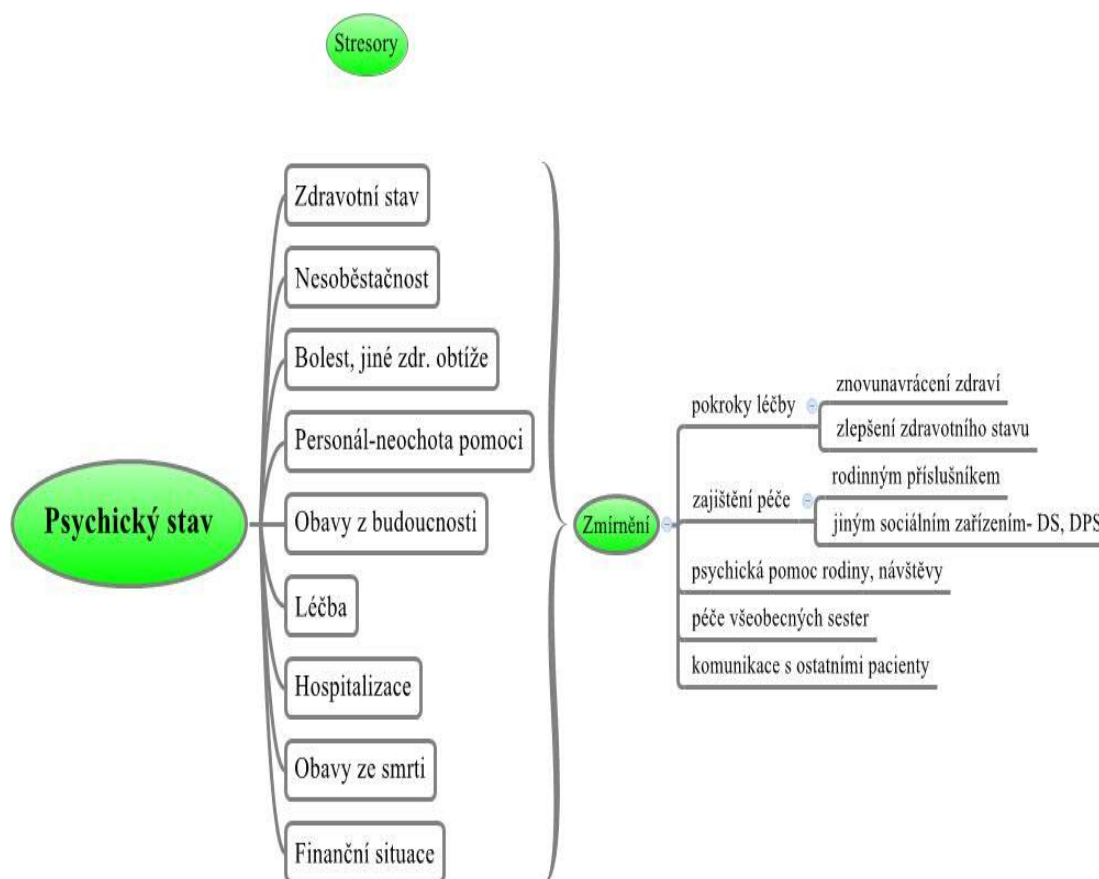 Stresory
Psychický stav
Zdravotní stav
Nesoběstačnost
Bolest, jiné zdr. obtíže
Personál-neochota pomoci
Obavy z budoucnosti
Léčba
Hospitalizace
Obavy ze smrti
Finanční situace
Zmírnění
pokroky léčby
znovunavrácení zdraví
zlepšení zdravotního stavu
zajištění péče
rodinným příslušníkem
jiným sociálním zařízením- DS, DPS
psychická pomoc rodiny, návštěvy
péče všeobecných sester
komunikace s ostatními pacienty